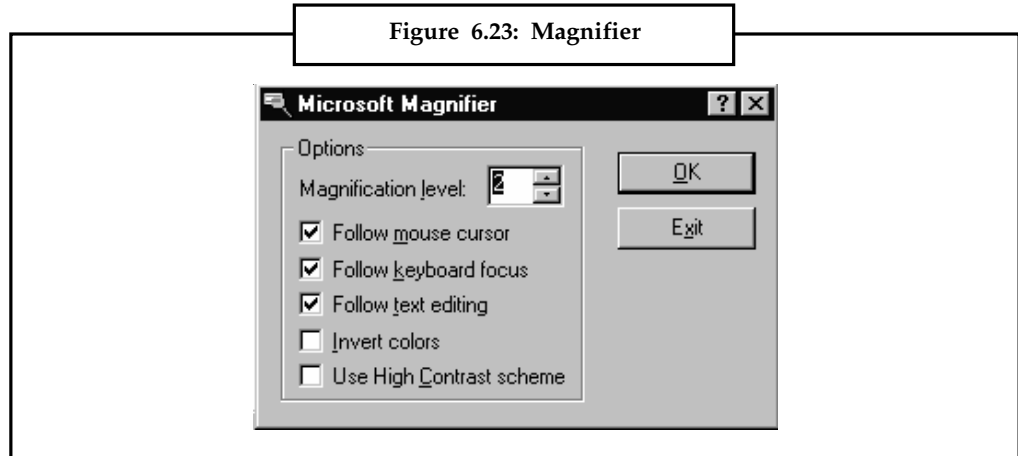 Figure 6.23: Magnifier
Microsoft Magnifier
Options
Magnification level: 2
OK
Follow mouse cursor
Exit
Follow keyboard focus
Follow text editing
Invert colors
Use High Contrast scheme